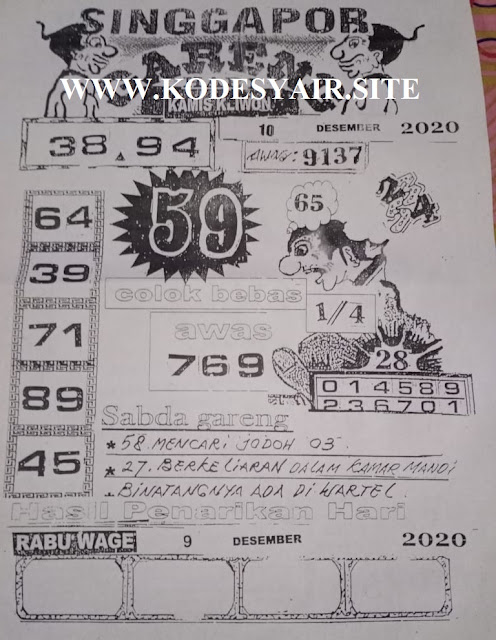 SINGGAPOR
GARENG
WWW.KODESYAIR.SITE
KAMIS KLIWON
38 94
10 DESEMBER 2020
AWAS: 9137
64
39
71
89
45
59
65
colok bebas
1/4
awas
769
28
014589
236701
Sabda gareng
* 58 MENCARI JODOH 05.
* 27. BERKELIARAN DALAM KAMAR MANDI
BINATANGNYA ADA DI WARTEL.
Hasil Penarikan Hari
RABU WAGE 9 DESEMBER 2020